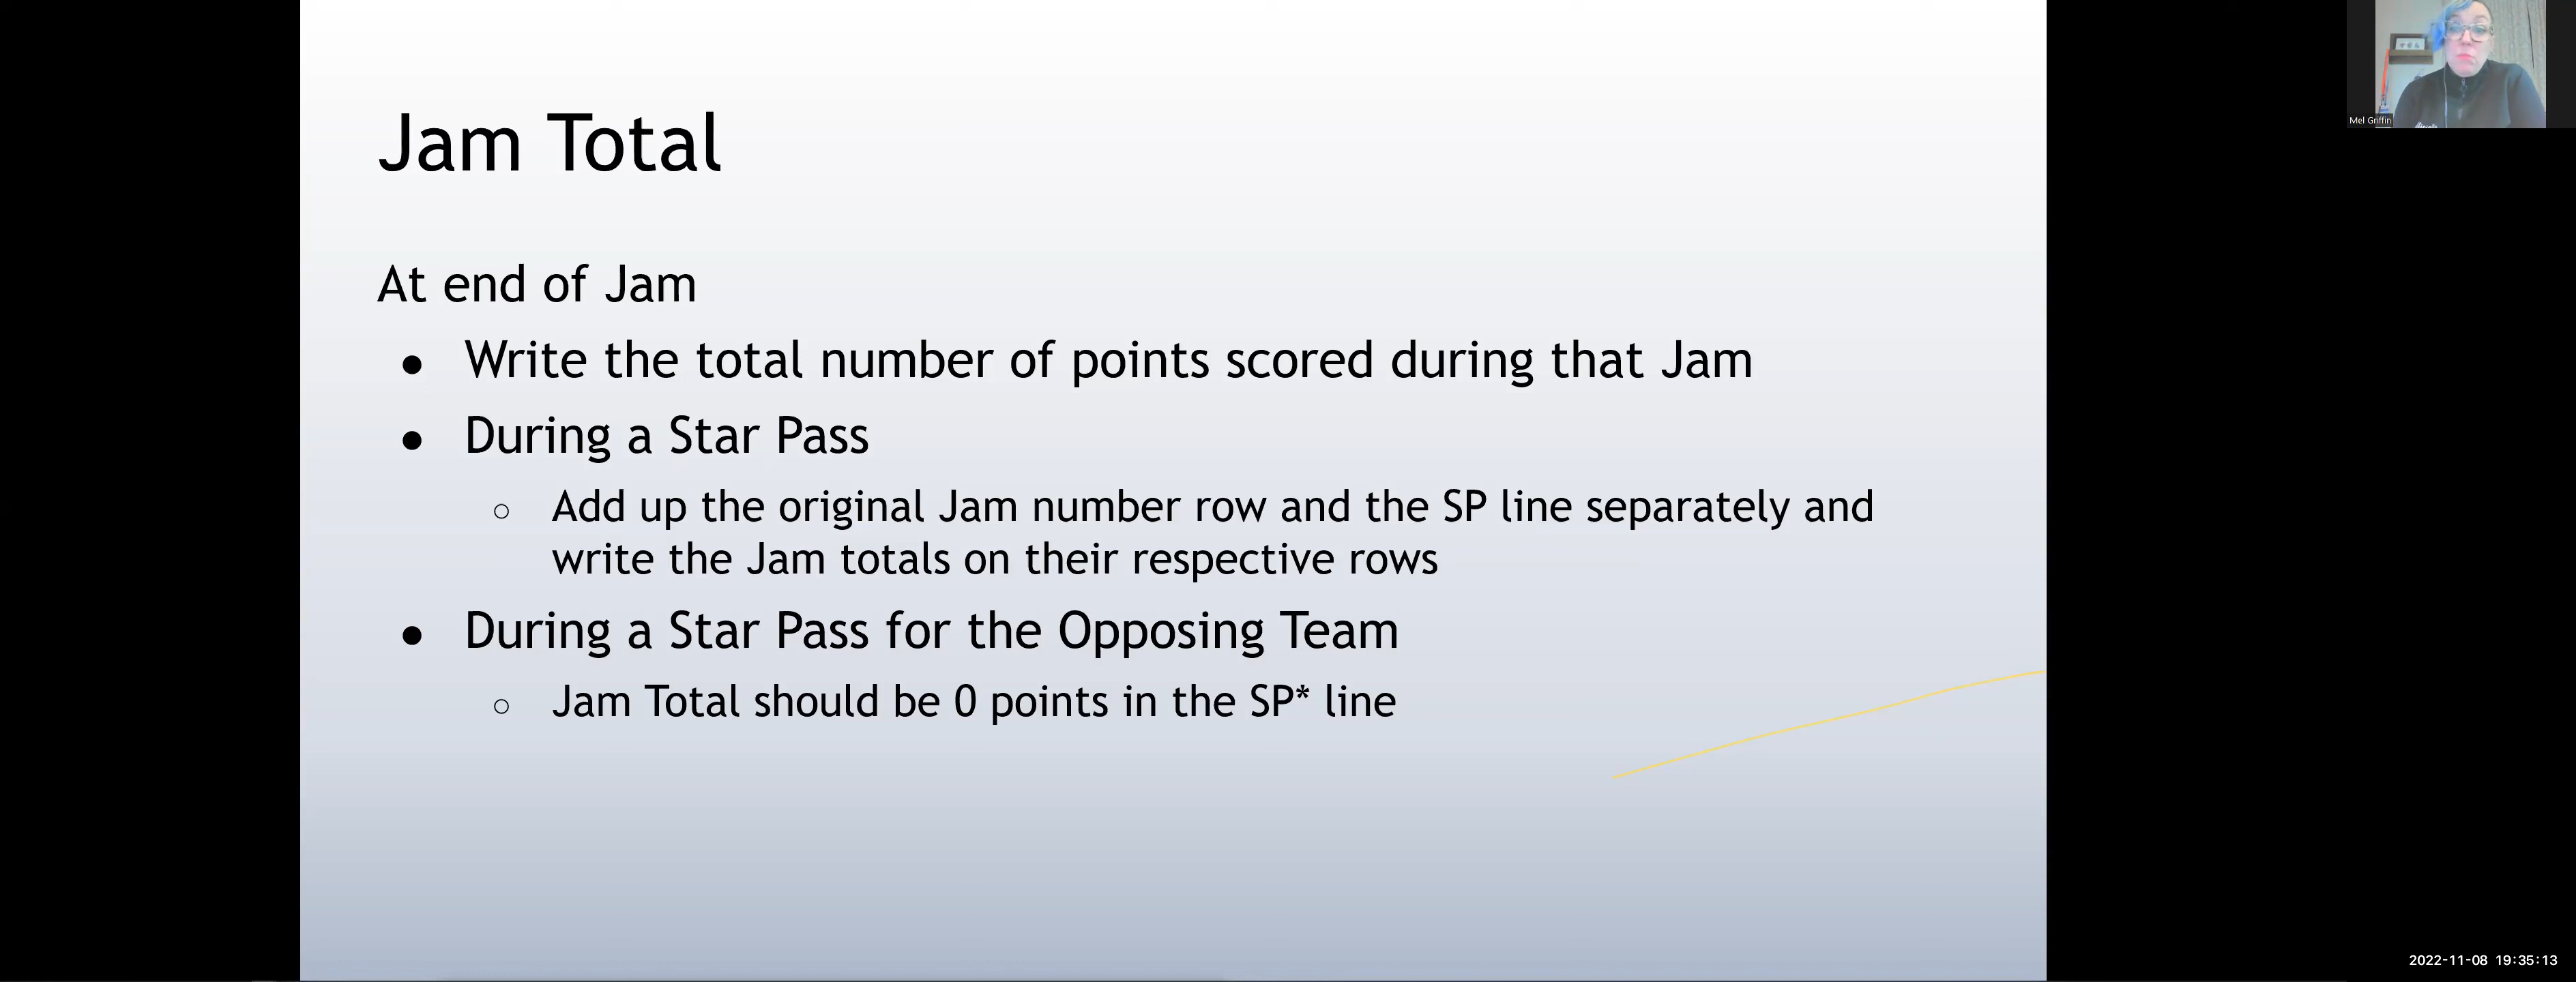 Jam Total
At end of Jam
● Write the total number of points scored during that Jam
● During a Star Pass
○ Add up the original Jam number row and the SP line separately and
write the Jam totals on their respective rows
● During a Star Pass for the Opposing Team
○ Jam Total should be 0 points in the SP* line
Mel Griffin
2022-11-08 19:35:13